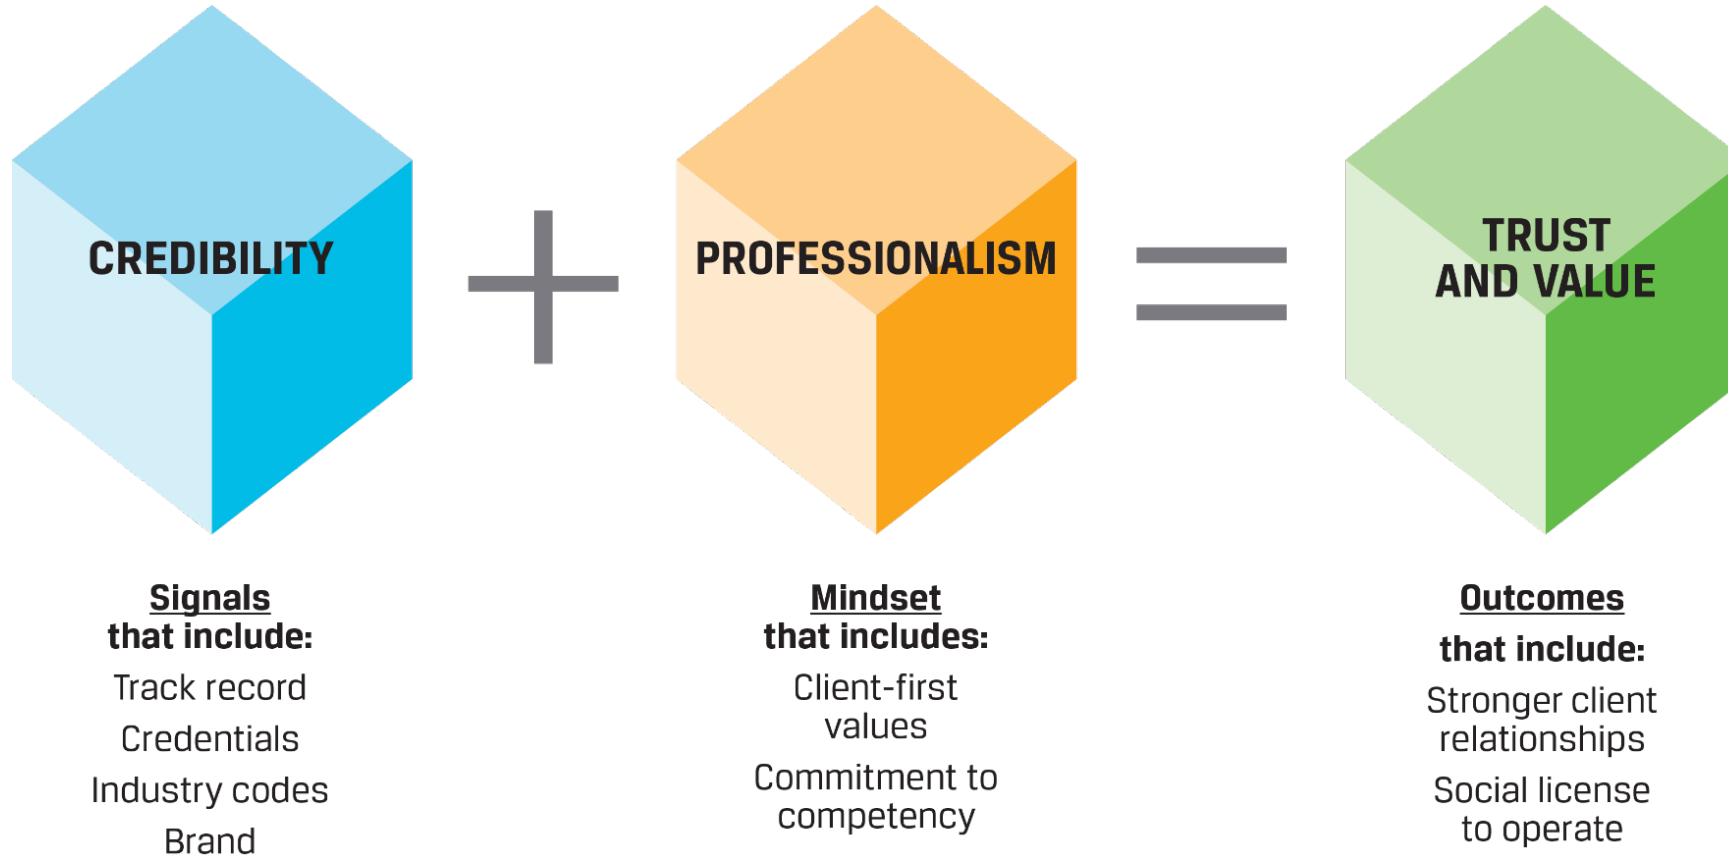 CREDIBILITY
PROFESSIONALISM
TRUST
AND VALUE
Signals
that include:
Track record
Credentials
Industry codes
Brand
Mindset
that includes:
Client-first
values
Commitment to
competency
Outcomes
that include:
Stronger client
relationships
Social license
to operate